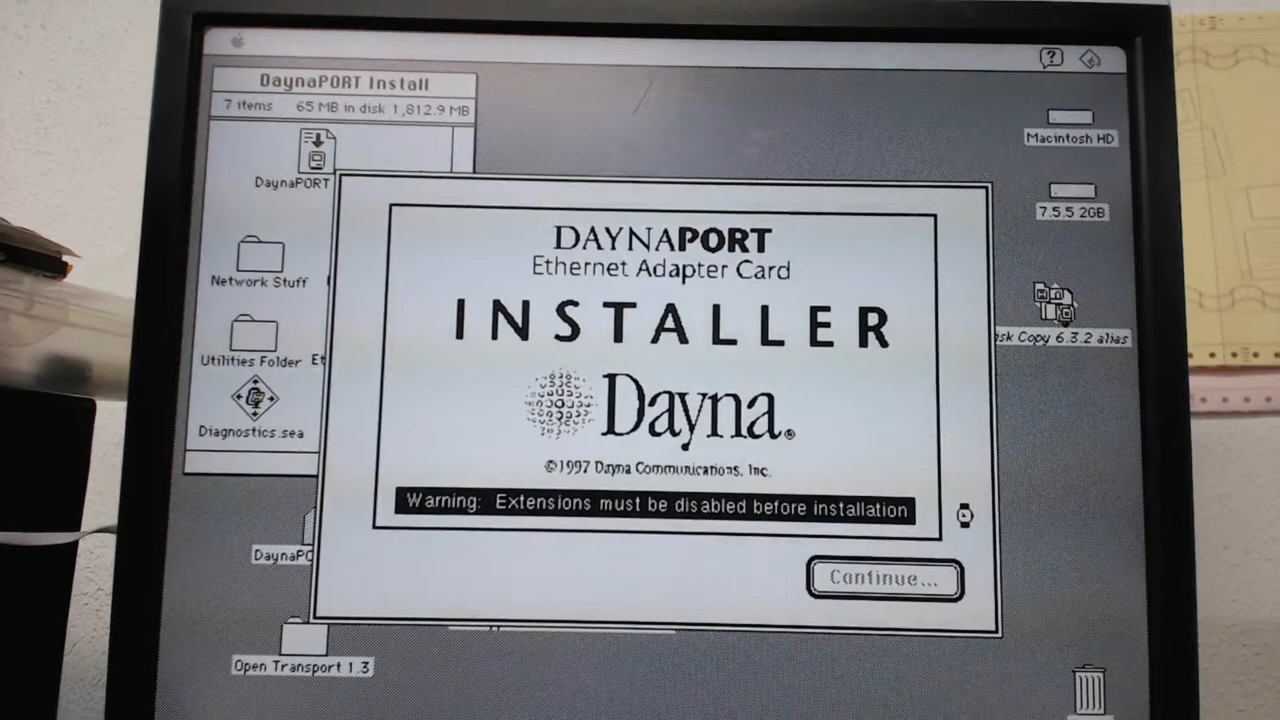 DaynaPORT Install
7 items 65 MB in disk 1,812.9 MB
DaynaPORT
Network Stuff
Utilities Folder Et
Diagnostics.sea
DAYNAPORT
Ethernet Adapter Card
INSTALLER
Dayna®
©1997 Dayna Communications, Inc.
Warning: Extensions must be disabled before installation
Continue...
DaynaPO
Open Transport 1.3
Macintosh HD
7.5.5 2GB
isk Copy 6.3.2 alias